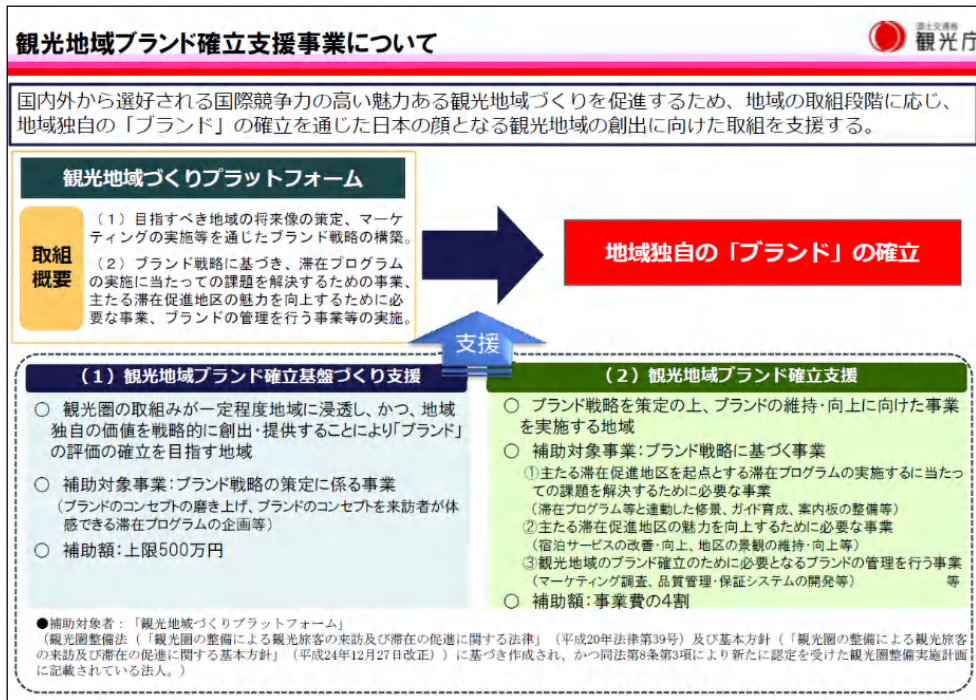 観光地域ブランド確立支援事業について
国土交通省
観光庁
国内外から選好される国際競争力の高い魅力ある観光地域づくりを促進するため、地域の取組段階に応じ、
地域独自の「ブランド」の確立を通じた日本の顔となる観光地域の創出に向けた取組を支援する。
観光地域づくりプラットフォーム
取組
概要
（１）目指すべき地域の将来像の策定、マーケ
ティングの実施等を通じたブランド戦略の構築。
（２）ブランド戦略に基づき、滞在プログラム
の実施に当たっての課題を解決するための事業、
主たる滞在促進地区の魅力を向上するために必
要な事業、ブランドの管理を行う事業等の実施。
地域独自の「ブランド」の確立
支援
（１）観光地域ブランド確立基盤づくり支援
○ 観光圏の取組みが一定程度地域に浸透し、かつ、地域
独自の価値を戦略的に創出・提供することにより「ブランド」
の評価の確立を目指す地域
○ 補助対象事業：ブランド戦略の策定に係る事業
（ブランドのコンセプトの磨き上げ、ブランドのコンセプトを来訪者が体
感できる滞在プログラムの企画等）
○ 補助額：上限500万円
（２）観光地域ブランド確立支援
○ ブランド戦略を策定の上、ブランドの維持・向上に向けた事業
を実施する地域
○ 補助対象事業：ブランド戦略に基づく事業
①主たる滞在促進地区を起点とする滞在プログラムの実施するに当たっ
ての課題を解決するために必要な事業
（滞在プログラム等と連動した修景、ガイド育成、案内板の整備等）
②主たる滞在促進地区の魅力を向上するために必要な事業
（宿泊サービスの改善・向上、地区の景観の維持・向上等）
③観光地域のブランド確立のために必要となるブランドの管理を行う事業
（マーケティング調査、品質管理・保証システムの開発等） 等
○ 補助額：事業費の4割
●補助対象者：「観光地域づくりプラットフォーム」
（観光圏整備法（「観光圏の整備による観光旅客の来訪及び滞在の促進に関する法律」（平成20年法律第39号）及び基本方針（「観光圏の整備による観光旅客
の来訪及び滞在の促進に関する基本方針」（平成24年12月27日改正））に基づき作成され、かつ同法第8条第3項により新たに認定を受けた観光圏整備実施計画
に記載されている法人。）